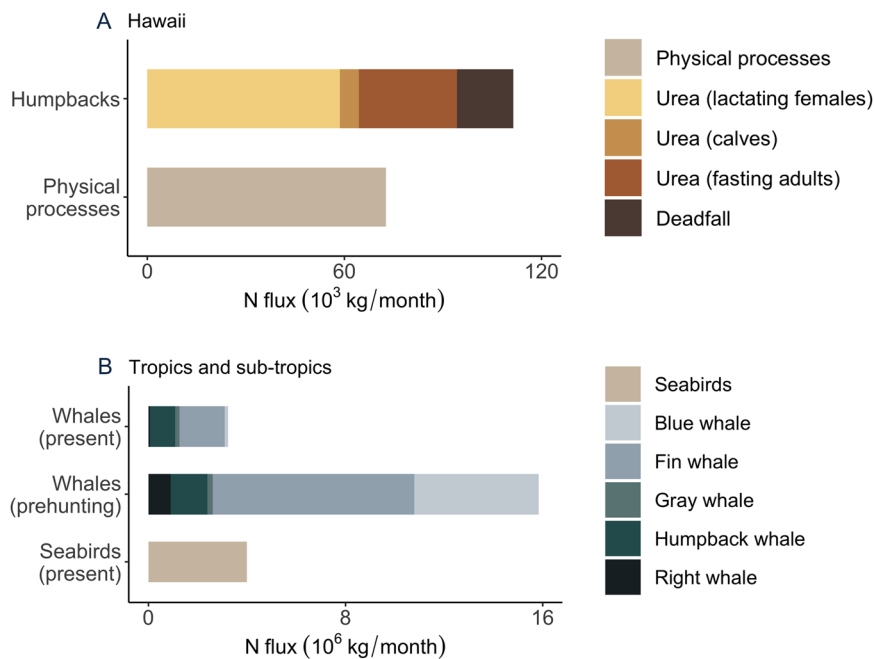 A Hawaii
Humpbacks
Physical
processes
0 60 120
N flux (10³ kg/month)
Physical processes
Urea (lactating females)
Urea (calves)
Urea (fasting adults)
Deadfall
B Tropics and sub-tropics
Whales
(present)
Whales
(prehunting)
Seabirds
(present)
0 8 16
N flux (10⁶ kg/month)
Seabirds
Blue whale
Fin whale
Gray whale
Humpback whale
Right whale